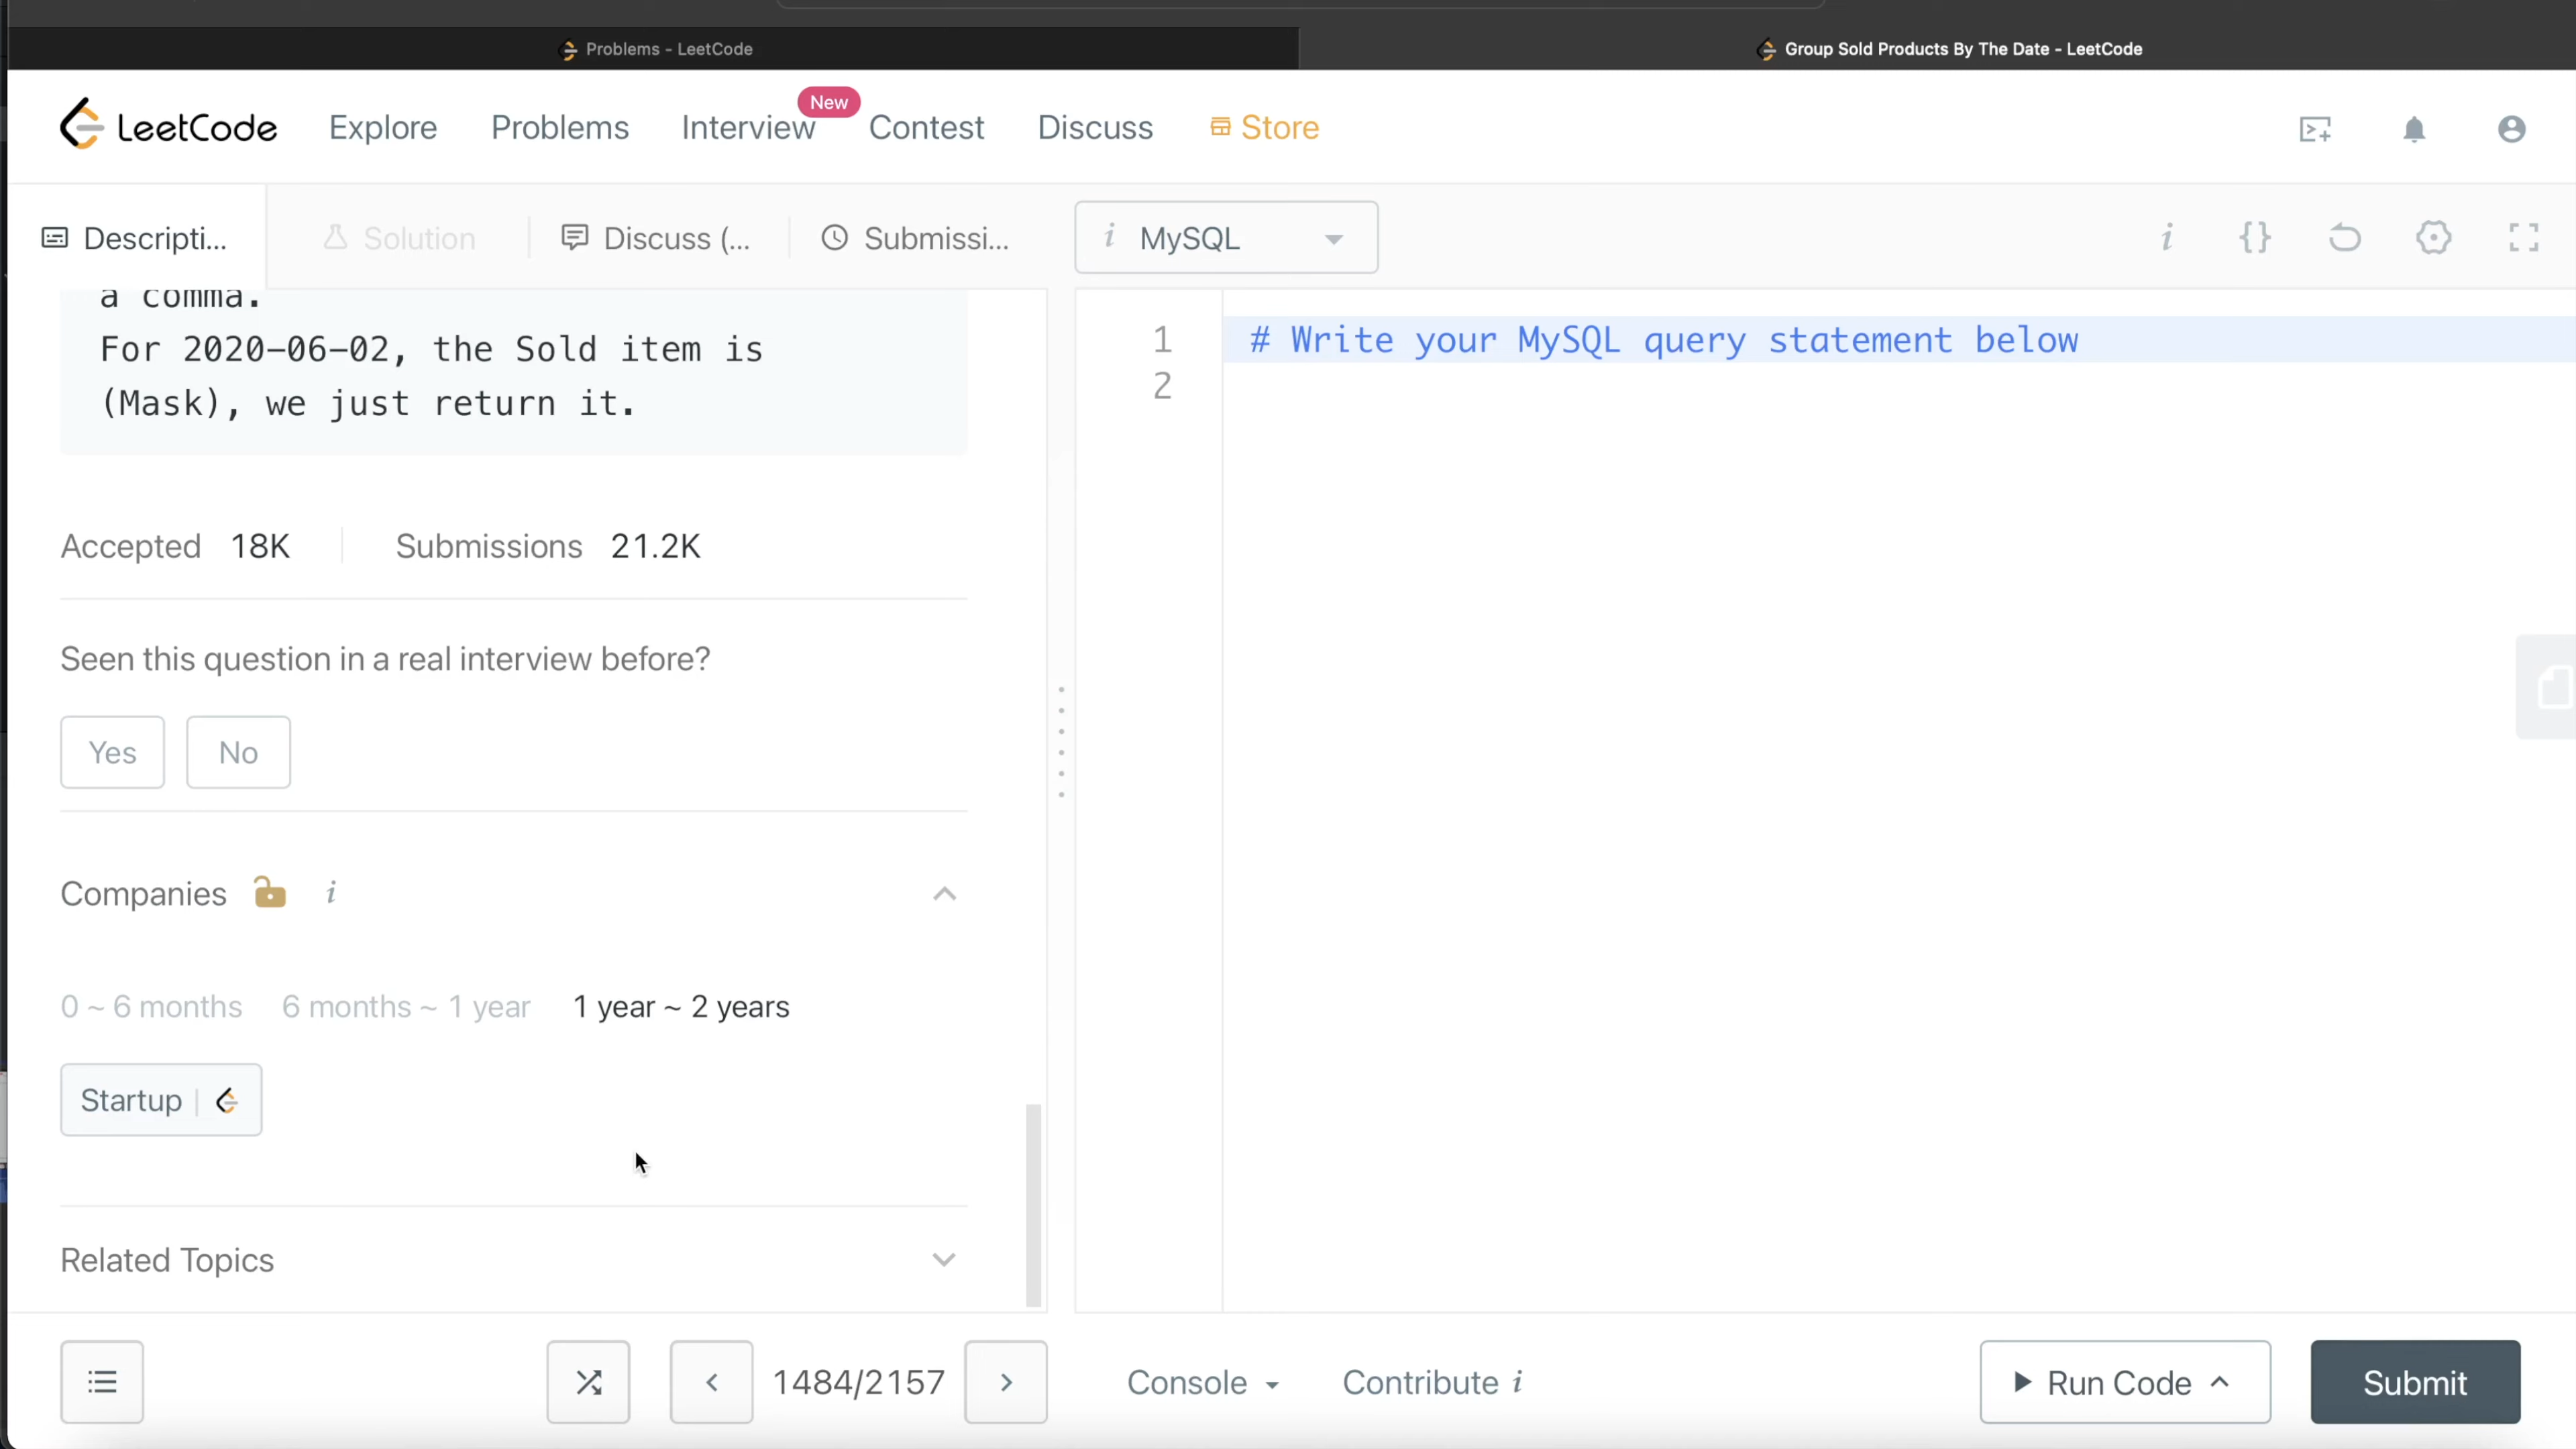 Problems - LeetCode
Group Sold Products By The Date - LeetCode
LeetCode
Explore
Problems
Interview
New
Contest
Discuss
Store
Descripti...
Solution
Discuss (...
Submissi...
i MySQL
i
{}
a comma.
For 2020-06-02, the Sold item is
(Mask), we just return it.
1 # Write your MySQL query statement below
2
Accepted 18K
Submissions 21.2K
Seen this question in a real interview before?
Yes
No
Companies i
0 ~ 6 months
6 months ~ 1 year
1 year ~ 2 years
Startup
Related Topics
1484/2157
Console
Contribute i
Run Code
Submit